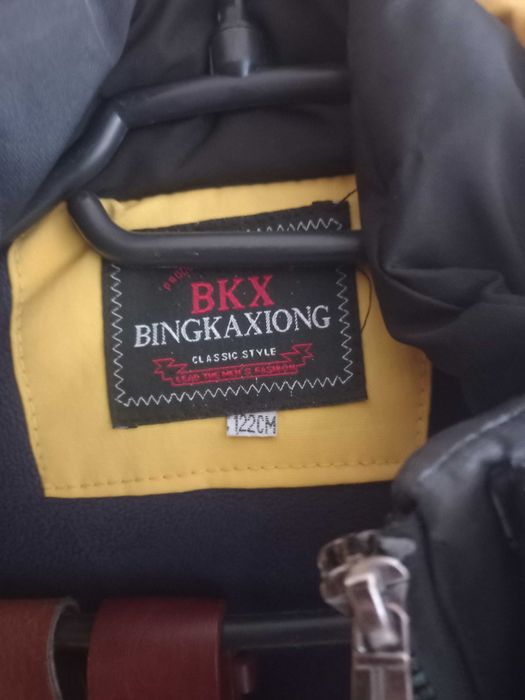 BKX
BINGKAXIONG
CLASSIC STYLE
LEAD THE MEN'S FASHION
122CM